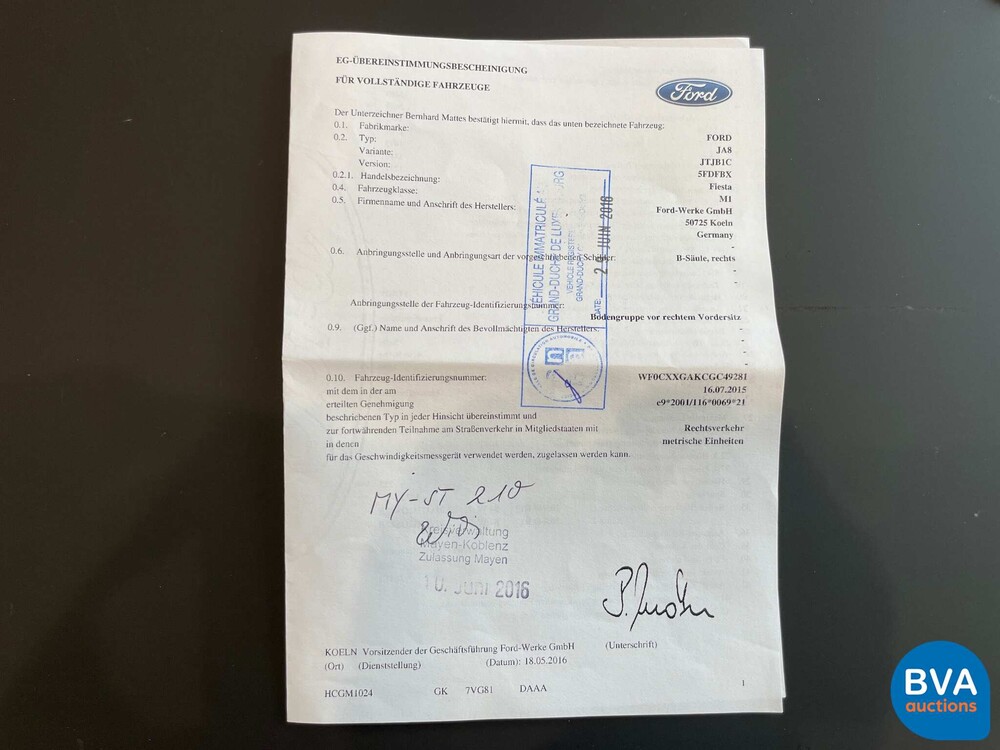 EG-ÜBEREINSTIMMUNGSBESCHEINIGUNG
FÜR VOLLSTÄNDIGE FAHRZEUGE
Ford
Der Unterzeichner Bernhard Mattes bestätigt hiermit, dass das unten bezeichnete Fahrzeug:
0.1. Fabrikmarke: FORD
0.2. Typ: JA8
Variante: JTJB1C
Version: 5FDFBX
0.2.1. Handelsbezeichnung: Fiesta
0.4. Fahrzeugklasse: M1
0.5. Firmenname und Anschrift des Herstellers: Ford-Werke GmbH
50725 Koeln
Germany
-
0.6. Anbringungsstelle und Anbringungsart der vorgeschriebenen Schilder: B-Säule, rechts
-
-
Anbringungsstelle der Fahrzeug-Identifizierungsnummer:
Bodengruppe vor rechtem Vordersitz
0.9. (Ggf.) Name und Anschrift des Bevollmächtigten des Herstellers: -
-
-
-
0.10. Fahrzeug-Identifizierungsnummer: WF0CXXGAKCGC49281
mit dem in der am 16.07.2015
erteilten Genehmigung e9*2001/116*0069*21
beschriebenen Typ in jeder Hinsicht übereinstimmt und
zur fortwährenden Teilnahme am Straßenverkehr in Mitgliedstaaten mit Rechtsverkehr
in denen metrische Einheiten
für das Geschwindigkeitsmessgerät verwendet werden, zugelassen werden kann.
VÉHICULE IMMATRICULÉ
GRAND-DUCHÉ DE LUXEMBOURG
VEHICLE REGISTERED
GRAND-DUCHY
DATE: JUIN 2016
MY-ST 210
Kreisverwaltung
Mayen-Koblenz
Zulassung Mayen
10. Juni 2016
KOELN Vorsitzender der Geschäftsführung Ford-Werke GmbH (Unterschrift)
(Ort) (Dienststellung) (Datum): 18.05.2016
HCGM1024 GK 7VG81 DAAA 1
BVA
auctions